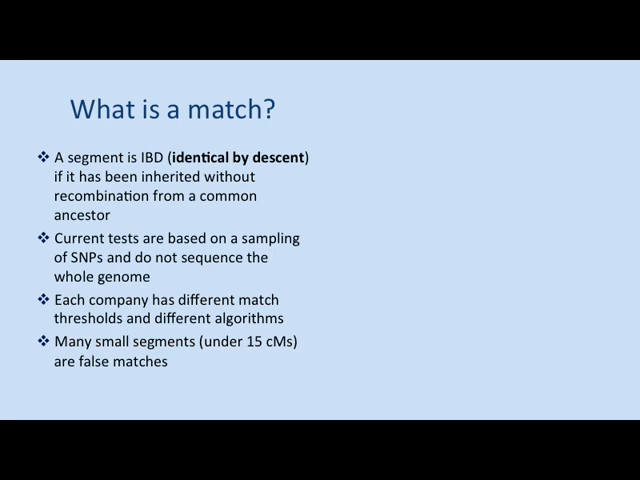 What is a match?
❖ A segment is IBD (identical by descent)
if it has been inherited without
recombination from a common
ancestor
❖ Current tests are based on a sampling
of SNPs and do not sequence the
whole genome
❖ Each company has different match
thresholds and different algorithms
❖ Many small segments (under 15 cMs)
are false matches